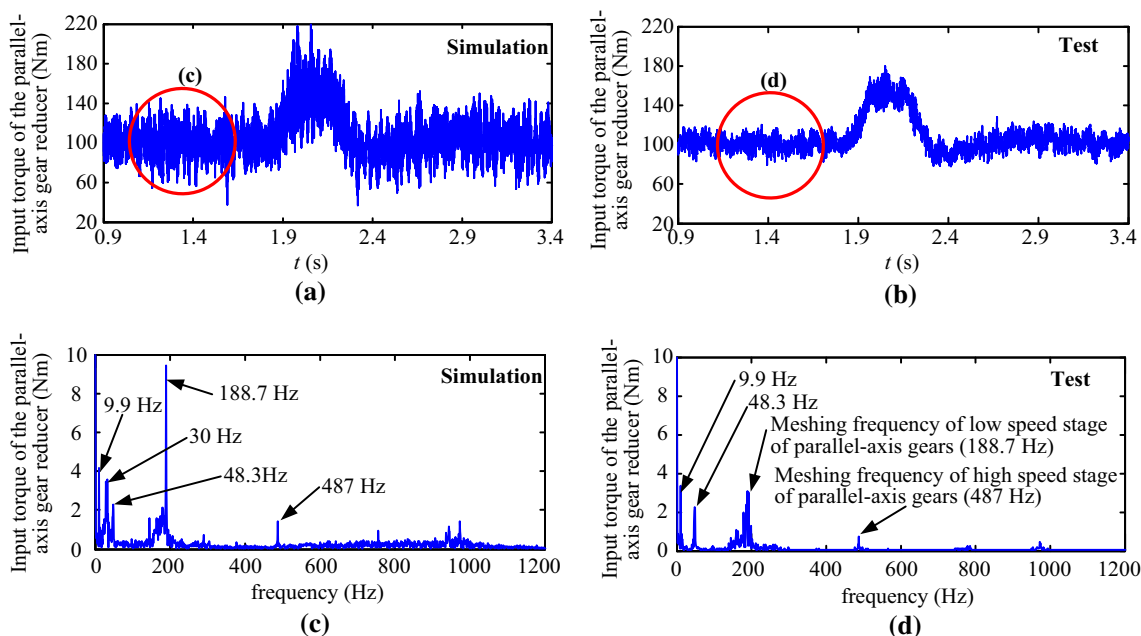 Input torque of the parallel-
axis gear reducer (Nm)
220
180
140
100
60
20
Simulation
(c)
0.9 1.4 1.9 2.4 2.9 3.4
t (s)
(a)
Input torque of the parallel-
axis gear reducer (Nm)
220
180
140
100
60
20
Test
(d)
0.9 1.4 1.9 2.4 2.9 3.4
t (s)
(b)
Input torque of the parallel-
axis gear reducer (Nm)
10
8
6
4
2
0
Simulation
188.7 Hz
9.9 Hz
30 Hz
48.3Hz
487 Hz
0 200 400 600 800 1000 1200
frequency (Hz)
(c)
Input torque of the parallel-
axis gear reducer (Nm)
10
8
6
4
2
0
Test
9.9 Hz
48.3 Hz
Meshing frequency of low speed stage
of parallel-axis gears (188.7 Hz)
Meshing frequency of high speed stage
of parallel-axis gears (487 Hz)
0 200 400 600 800 1000 1200
frequency (Hz)
(d)